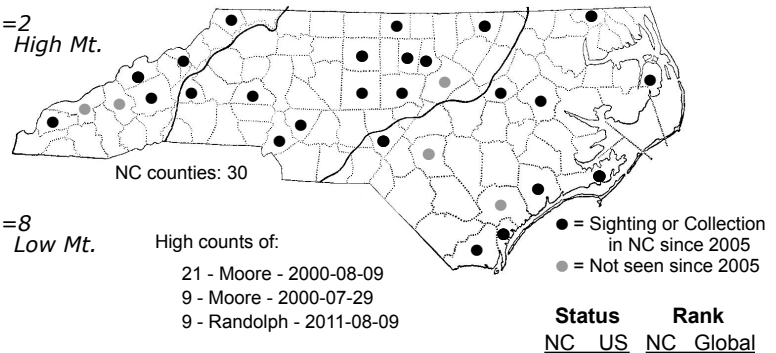 =2
High Mt.
NC counties: 30
=8
Low Mt.
High counts of:
21 - Moore - 2000-08-09
9 - Moore - 2000-07-29
9 - Randolph - 2011-08-09
= Sighting or Collection
in NC since 2005
= Not seen since 2005
Status Rank
NC US NC Global